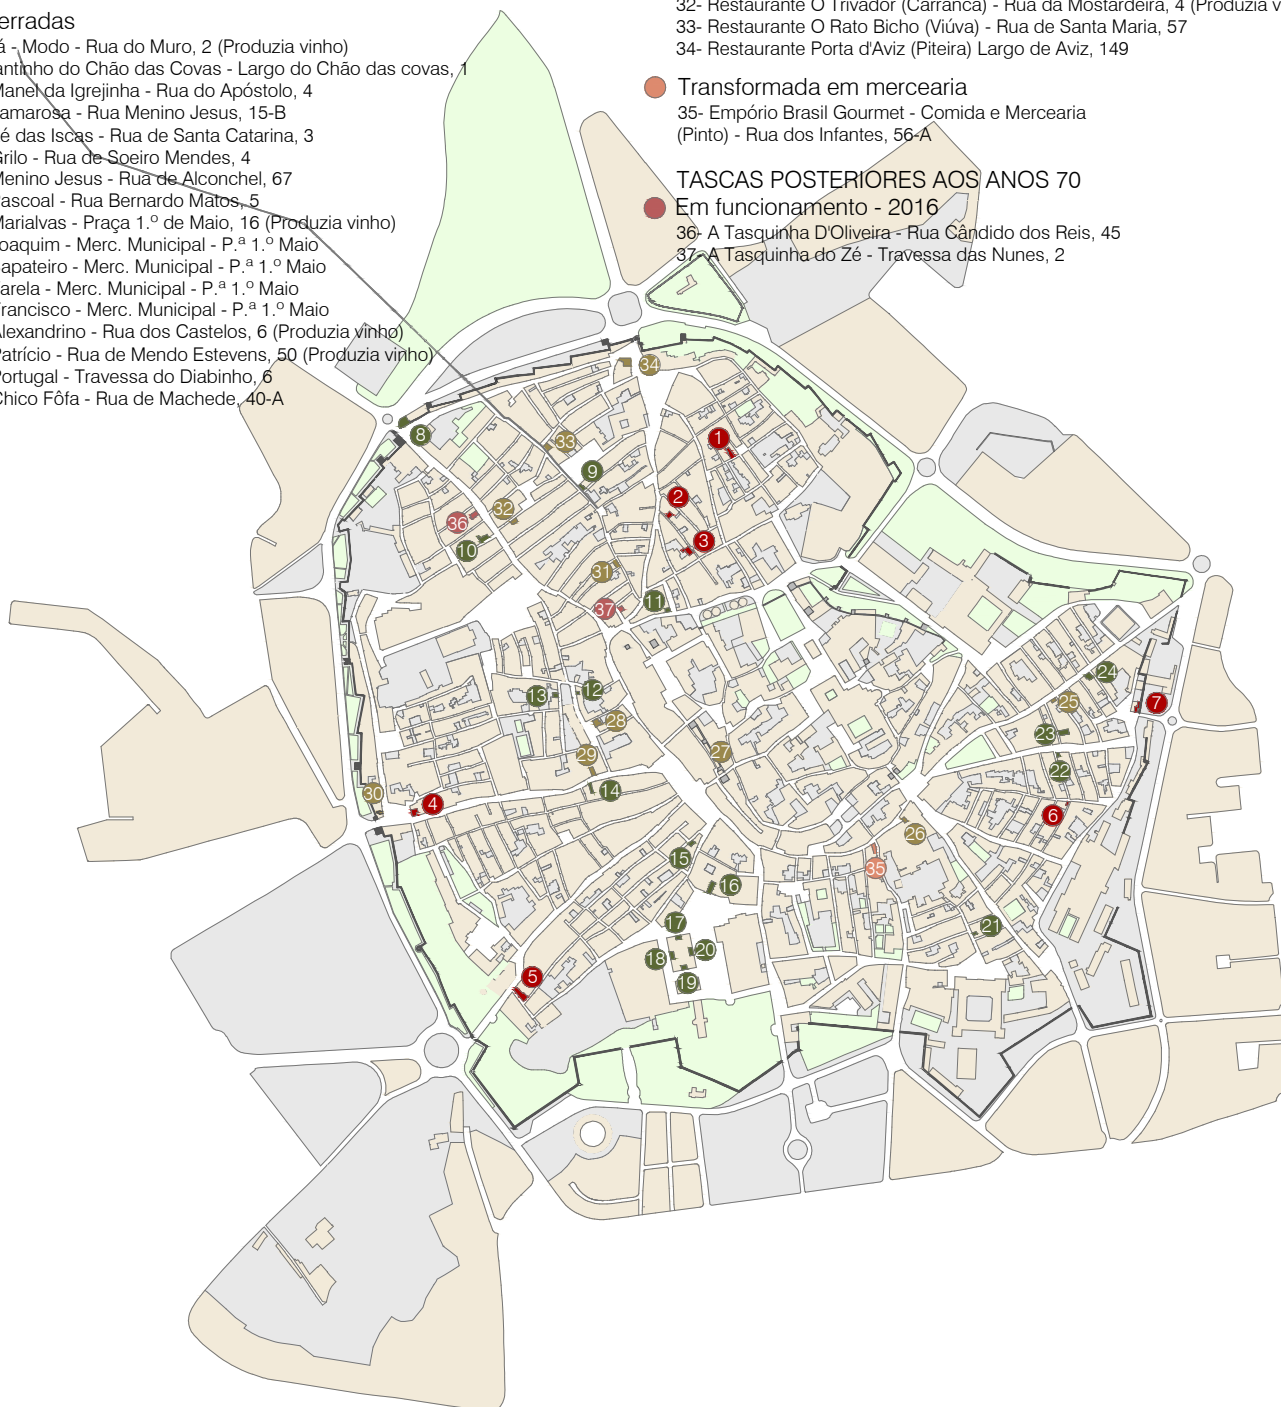 erradas
á - Modo - Rua do Muro, 2 (Produzia vinho)
antinho do Chão das Covas - Largo do Chão das covas, 1
Manel da Igrejinha - Rua do Apóstolo, 4
amarosa - Rua Menino Jesus, 15-B
é das Iscas - Rua de Santa Catarina, 3
Grilo - Rua de Soeiro Mendes, 4
Menino Jesus - Rua de Alconchel, 67
ascoal - Rua Bernardo Matos, 5
Marialvas - Praça 1.º de Maio, 16 (Produzia vinho)
oaquim - Merc. Municipal - P.ª 1.º Maio
apateiro - Merc. Municipal - P.ª 1.º Maio
arela - Merc. Municipal - P.ª 1.º Maio
Francisco - Merc. Municipal - P.ª 1.º Maio
Alexandrino - Rua dos Castelos, 6 (Produzia vinho)
Patrício - Rua de Mendo Estevens, 50 (Produzia vinho)
Portugal - Travessa do Diabinho, 6
Chico Fôfa - Rua de Machede, 40-A
32- Restaurante O Trivador (Carranca) - Rua da Mostardeira, 4 (Produzia v
33- Restaurante O Rato Bicho (Viúva) - Rua de Santa Maria, 57
34- Restaurante Porta d'Aviz (Piteira) Largo de Aviz, 149
Transformada em mercearia
35- Empório Brasil Gourmet - Comida e Mercearia
(Pinto) - Rua dos Infantes, 56-A
TASCAS POSTERIORES AOS ANOS 70
Em funcionamento - 2016
36- A Tasquinha D'Oliveira - Rua Cândido dos Reis, 45
37- A Tasquinha do Zé - Travessa das Nunes, 2
34
8
33
1
9
2
32
36
3
10
31
11
37
24
13
12
25
7
28
23
27
29
22
14
30
4
6
26
15
35
16
17
21
20
18
5
19